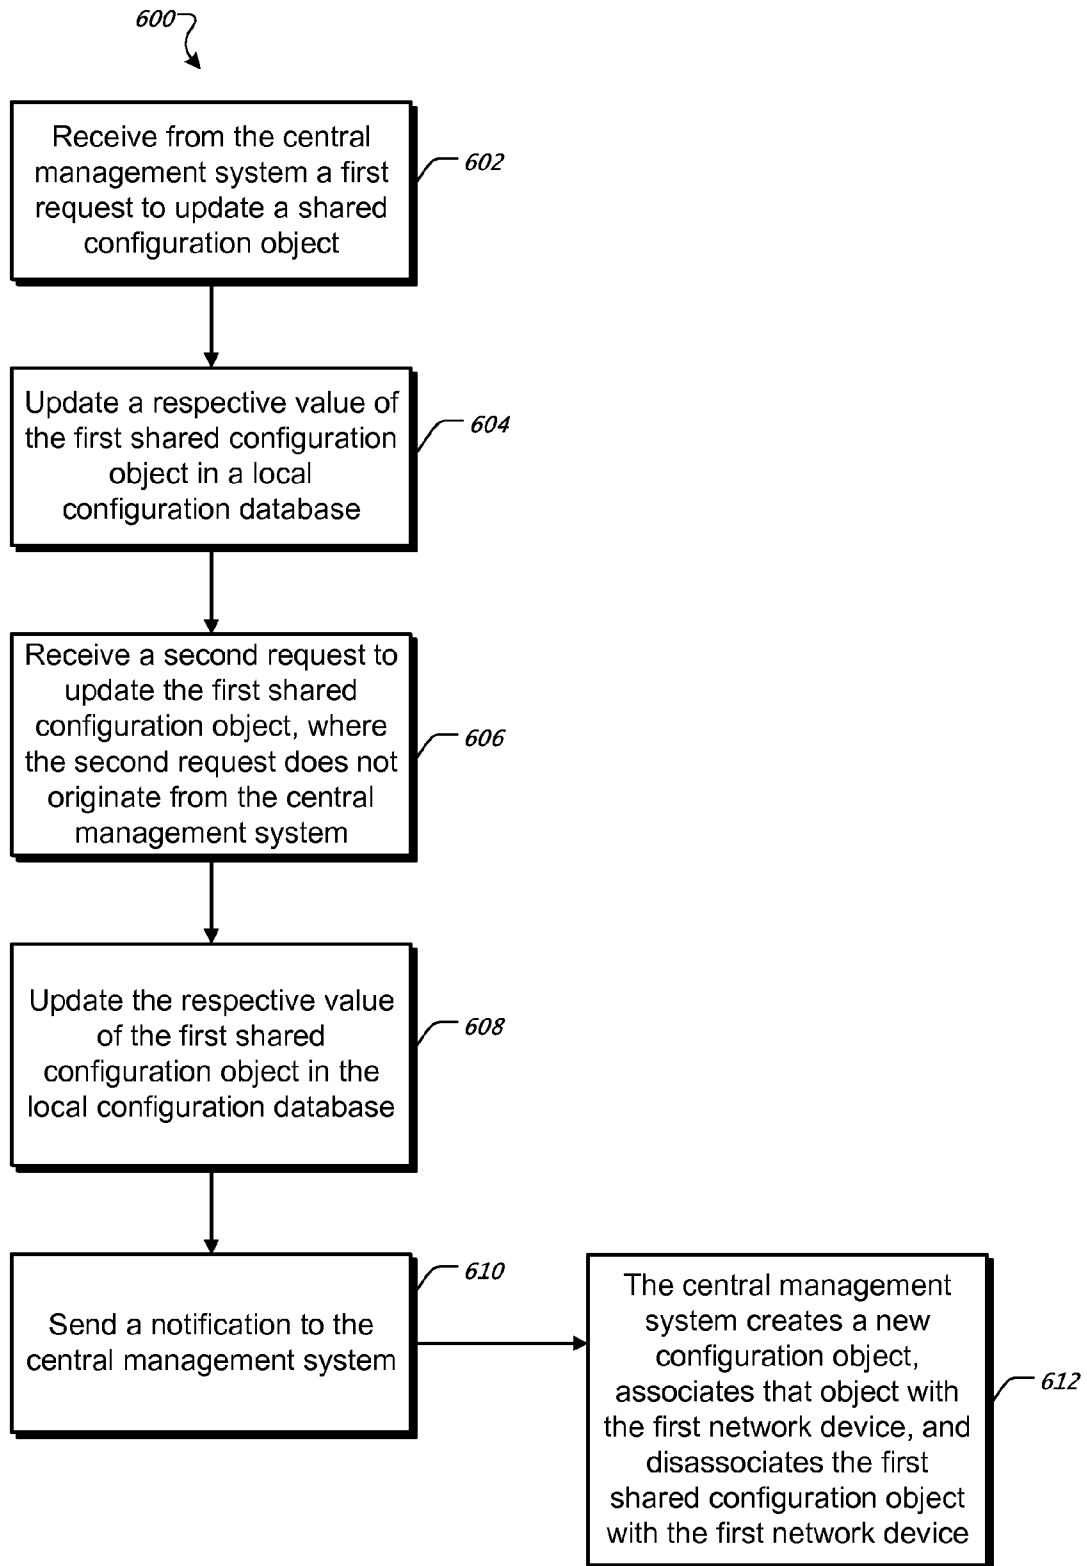 600
Receive from the central
management system a first
request to update a shared
configuration object
602
Update a respective value of
the first shared configuration
object in a local
configuration database
604
Receive a second request to
update the first shared
configuration object, where
the second request does not
originate from the central
management system
606
Update the respective value
of the first shared
configuration object in the
local configuration database
608
Send a notification to the
central management system
610
The central management
system creates a new
configuration object,
associates that object with
the first network device, and
disassociates the first
shared configuration object
with the first network device
612